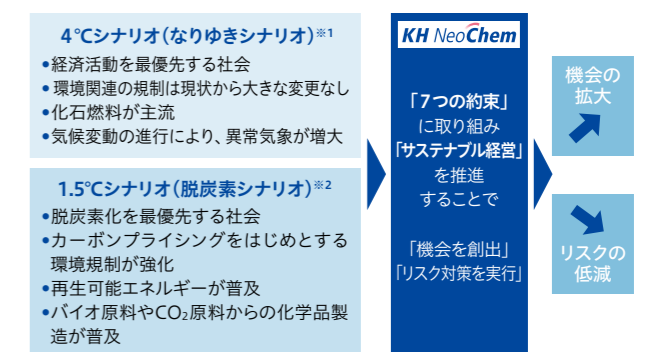 4℃シナリオ（なりゆきシナリオ）※1
•経済活動を最優先する社会
•環境関連の規制は現状から大きな変更なし
•化石燃料が主流
•気候変動の進行により、異常気象が増大
1.5℃シナリオ（脱炭素シナリオ）※2
•脱炭素化を最優先する社会
•カーボンプライシングをはじめとする
環境規制が強化
•再生可能エネルギーが普及
•バイオ原料やCO₂原料からの化学品製
造が普及
KH NeoChem
「7つの約束」
に取り組み
「サステナブル経営」
を推進
することで
「機会を創出」
「リスク対策を実行」
機会の
拡大
リスクの
低減